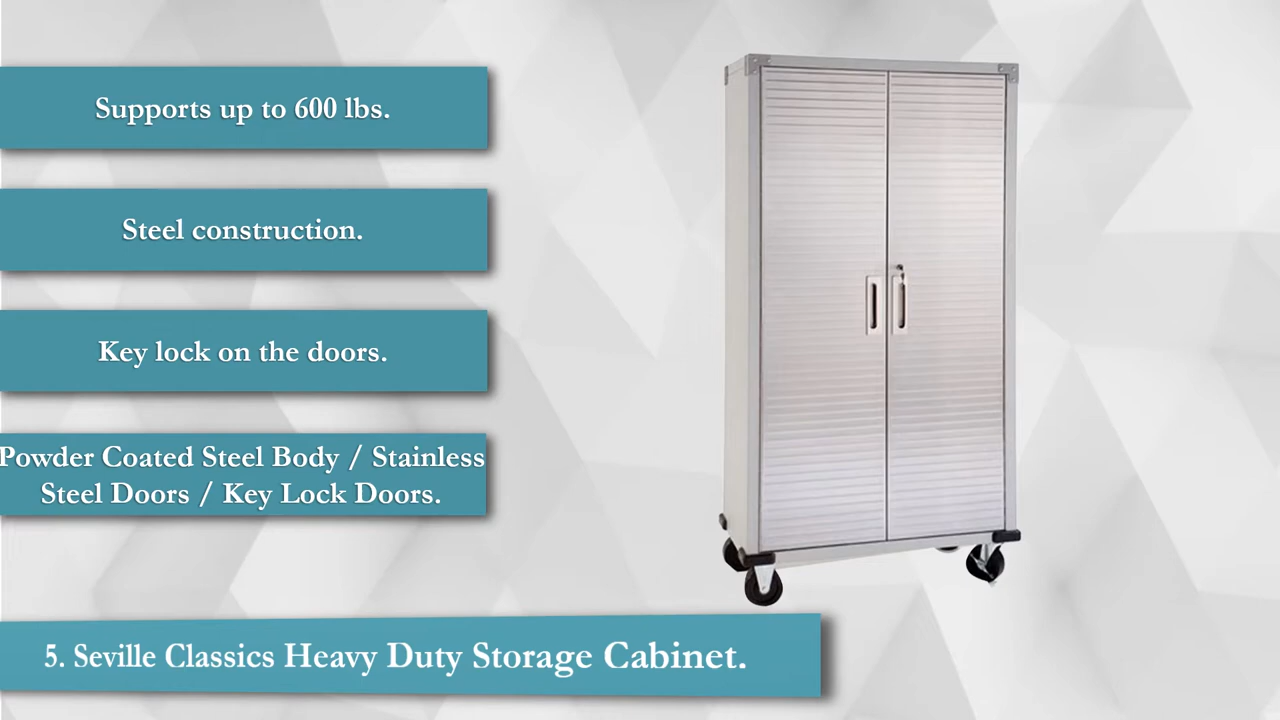 Supports up to 600 lbs.
Steel construction.
Key lock on the doors.
Powder Coated Steel Body / Stainless
Steel Doors / Key Lock Doors.
5. Seville Classics Heavy Duty Storage Cabinet.